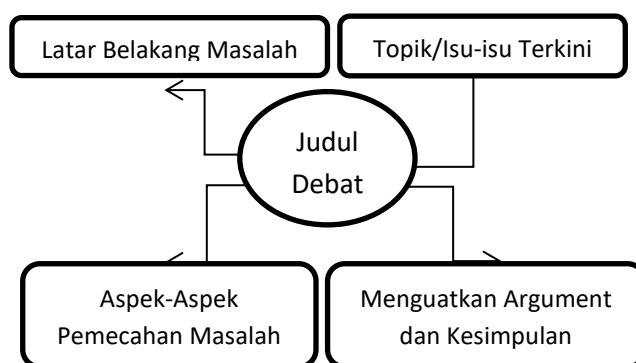 Latar Belakang Masalah
Topik/Isu-isu Terkini
Judul
Debat
Aspek-Aspek
Pemecahan Masalah
Menguatkan Argument
dan Kesimpulan